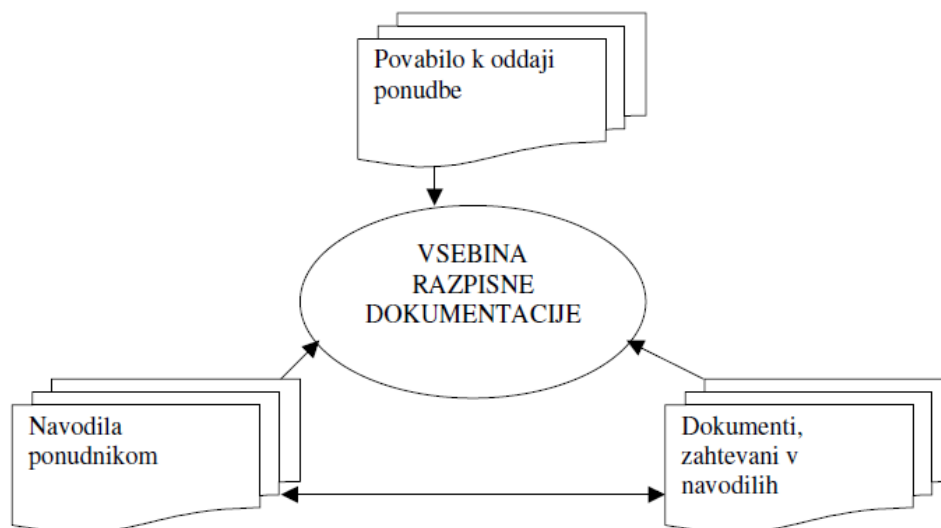 Povabilo k oddaji
ponudbe
VSEBINA
RAZPISNE
DOKUMENTACIJE
Navodila
ponudnikom
Dokumenti,
zahtevani v
navodilih